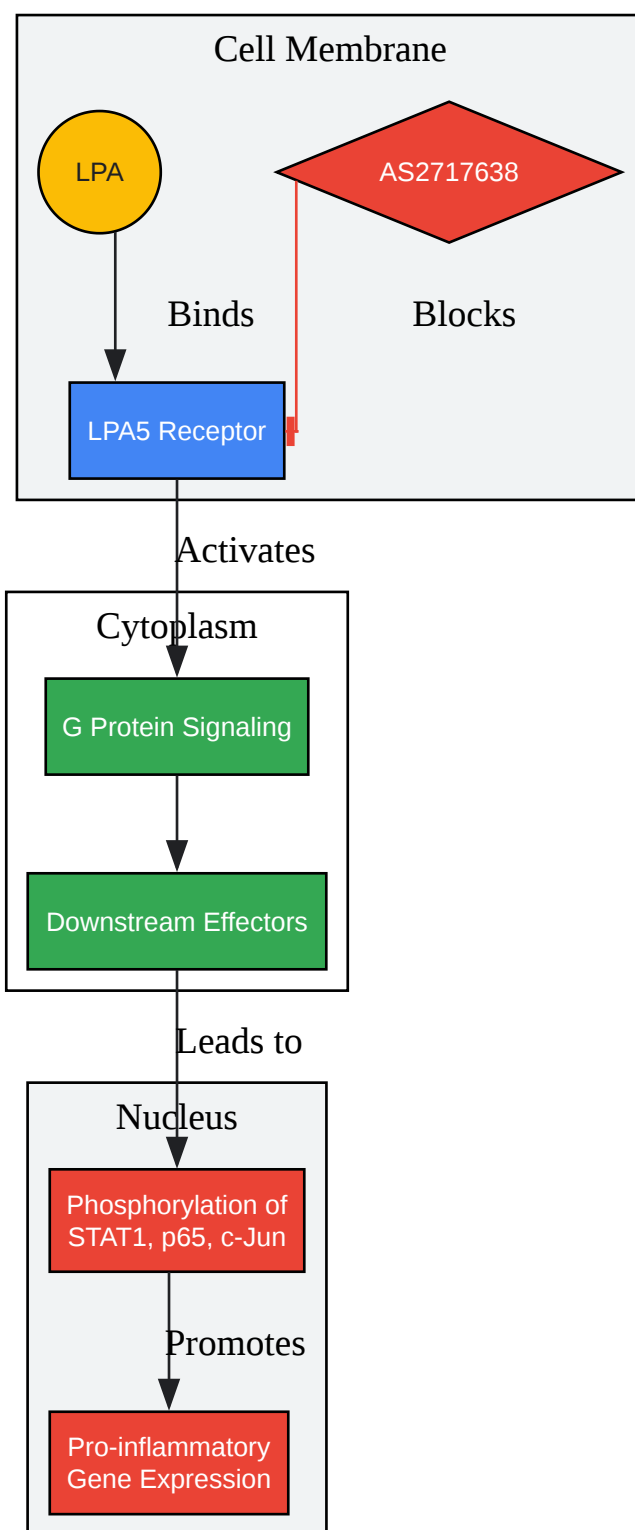 Cell Membrane
LPA
AS2717638
Binds
Blocks
LPA5 Receptor
Activates
Cytoplasm
G Protein Signaling
Downstream Effectors
Leads to
Nucleus
Phosphorylation of
STAT1, p65, c-Jun
Promotes
Pro-inflammatory
Gene Expression